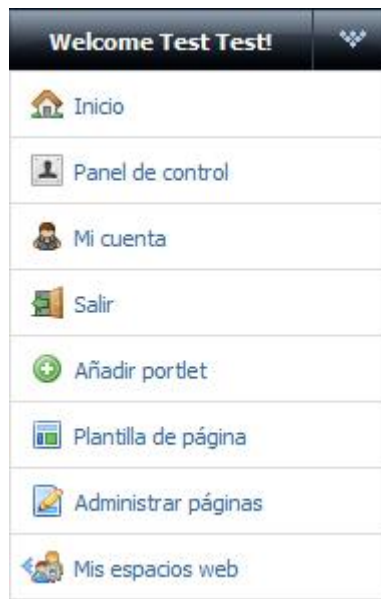 Welcome Test Test!
Inicio
Panel de control
Mi cuenta
Salir
Añadir portlet
Plantilla de página
Administrar páginas
Mis espacios web